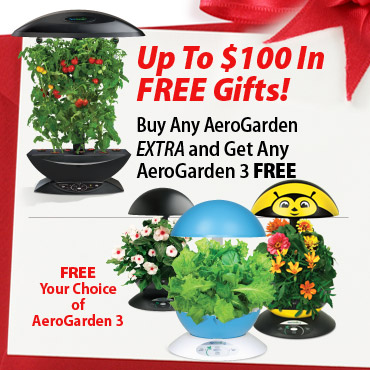 Up To $100 In
FREE Gifts!
Buy Any AeroGarden
EXTRA and Get Any
AeroGarden 3 FREE
FREE
Your Choice
of
AeroGarden 3